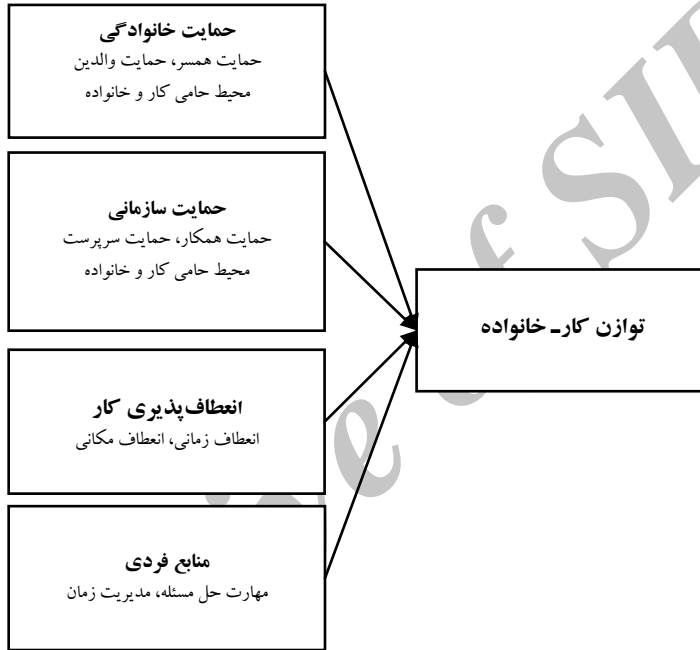 حمایت خانوادگی
حمایت همسر، حمایت والدین
محیط حامی کار و خانواده
حمایت سازمانی
حمایت همکار، حمایت سرپرست
محیط حامی کار و خانواده
توازن کار ـ خانواده
انعطاف‌پذیری کار
انعطاف زمانی، انعطاف مکانی
منابع فردی
مهارت حل مسئله، مدیریت زمان